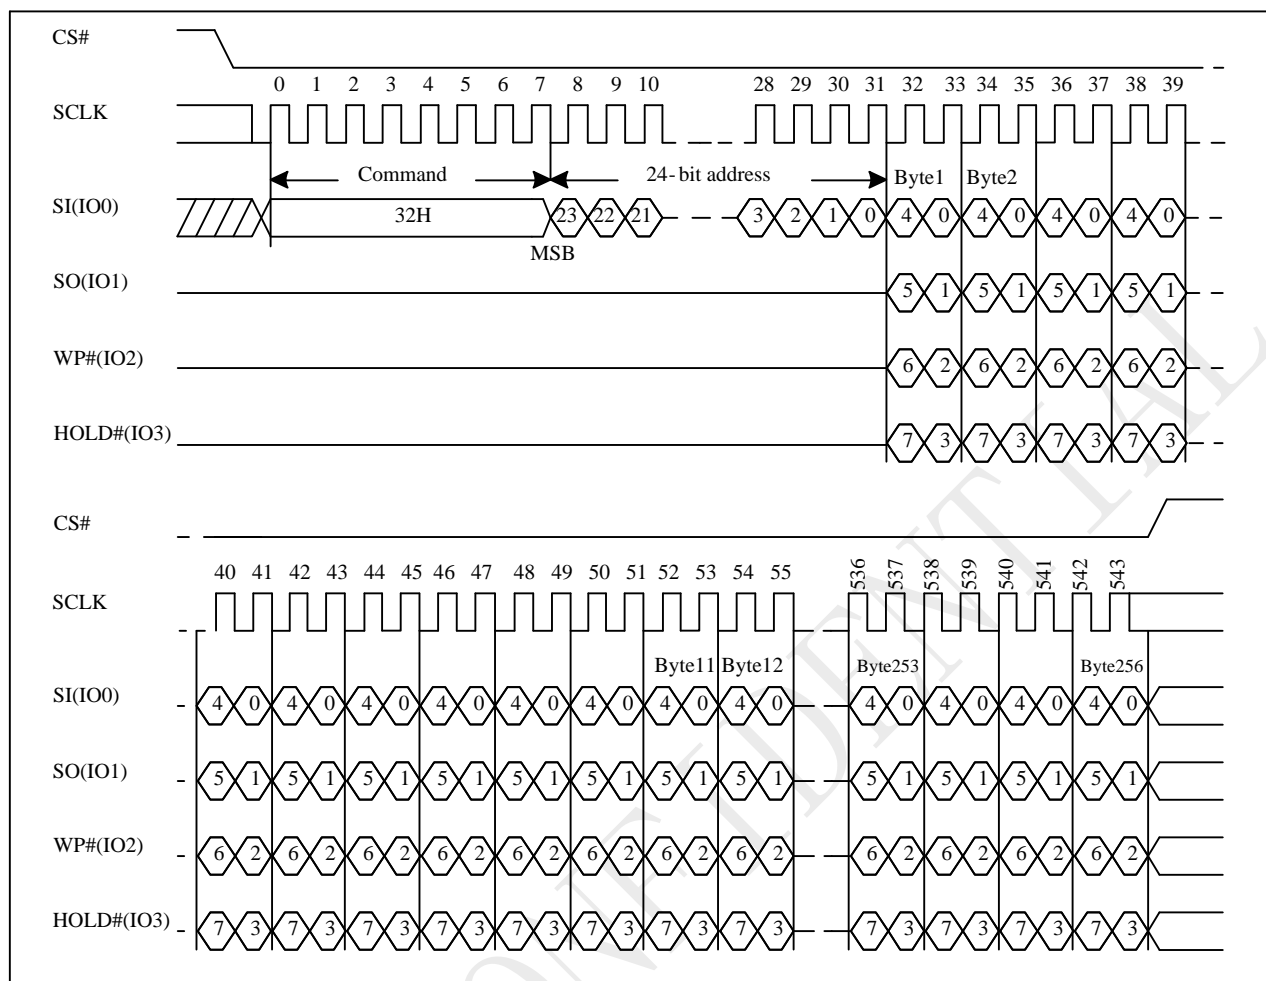 CS#
0 1 2 3 4 5 6 7 8 9 10 28 29 30 31 32 33 34 35 36 37 38 39
SCLK
Command 24-bit address Byte1 Byte2
SI(IO0) 32H 23 22 21 3 2 1 0 4 0 4 0 4 0 4 0
MSB
SO(IO1) 5 1 5 1 5 1 5 1
WP#(IO2) 6 2 6 2 6 2 6 2
HOLD#(IO3) 7 3 7 3 7 3 7 3
CS#
40 41 42 43 44 45 46 47 48 49 50 51 52 53 54 55 536 537 538 539 540 541 542 543
SCLK
Byte11 Byte12 Byte253 Byte256
SI(IO0) 4 0 4 0 4 0 4 0 4 0 4 0 4 0 4 0 4 0 4 0 4 0 4 0
SO(IO1) 5 1 5 1 5 1 5 1 5 1 5 1 5 1 5 1 5 1 5 1 5 1 5 1
WP#(IO2) 6 2 6 2 6 2 6 2 6 2 6 2 6 2 6 2 6 2 6 2 6 2 6 2
HOLD#(IO3) 7 3 7 3 7 3 7 3 7 3 7 3 7 3 7 3 7 3 7 3 7 3 7 3